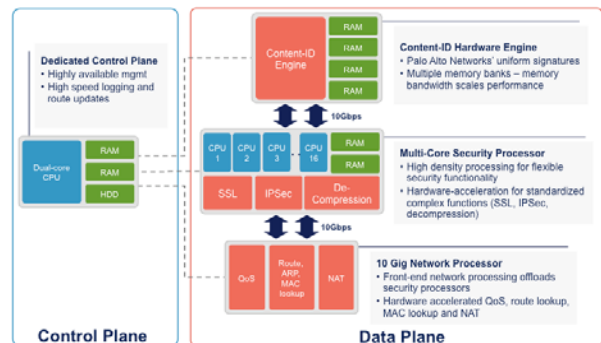 Dedicated Control Plane
• Highly available mgmt
• High speed logging and
route updates
Dual-core
CPU
RAM
RAM
HDD
Control Plane
Content-ID
Engine
RAM
RAM
RAM
RAM
Content-ID Hardware Engine
• Palo Alto Networks' uniform signatures
• Multiple memory banks – memory
bandwidth scales performance
10Gbps
CPU
1
CPU
2
CPU
3
CPU
16
RAM
RAM
SSL
IPSec
De-
Compression
Multi-Core Security Processor
• High density processing for flexible
security functionality
• Hardware-acceleration for standardized
complex functions (SSL, IPSec,
decompression)
10Gbps
QoS
Route,
ARP,
MAC
lookup
NAT
10 Gig Network Processor
• Front-end network processing offloads
security processors
• Hardware accelerated QoS, route lookup,
MAC lookup and NAT
Data Plane